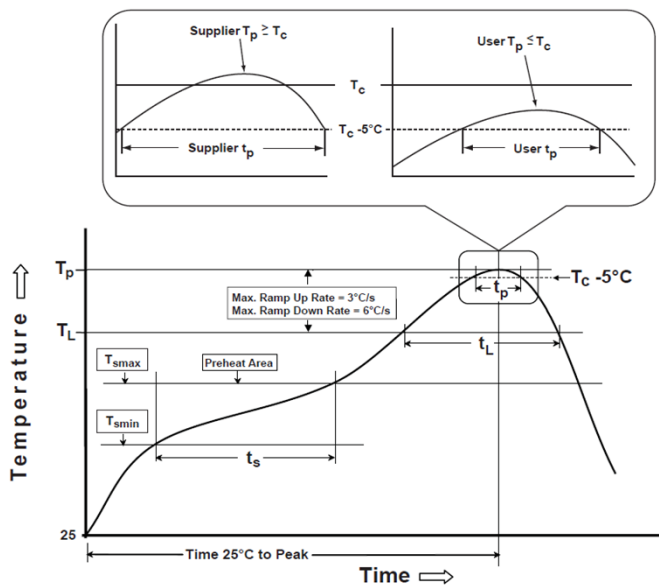 Supplier Tp ≥ Tc
User Tp ≤ Tc
Tc
Tc -5°C
Supplier tp
User tp
Tp
Tc -5°C
tp
Max. Ramp Up Rate = 3°C/s
Max. Ramp Down Rate = 6°C/s
TL
tL
Tsmax
Preheat Area
Tsmin
ts
Temperature
25
Time 25°C to Peak
Time